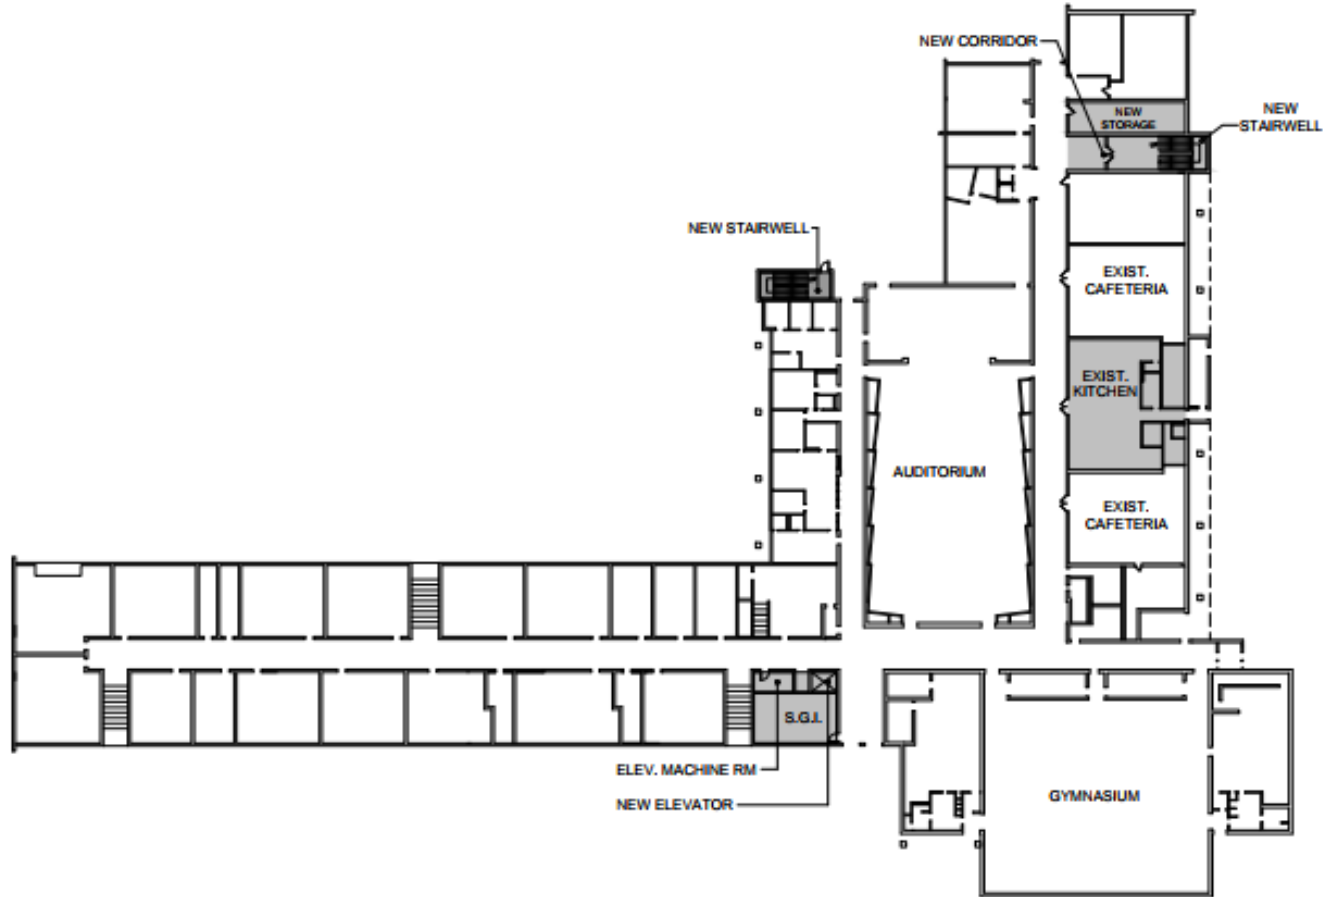 NEW CORRIDOR
NEW
STORAGE
NEW
STAIRWELL
NEW STAIRWELL
EXIST.
CAFETERIA
EXIST.
KITCHEN
AUDITORIUM
EXIST.
CAFETERIA
S.G.I.
ELEV. MACHINE RM
NEW ELEVATOR
GYMNASIUM